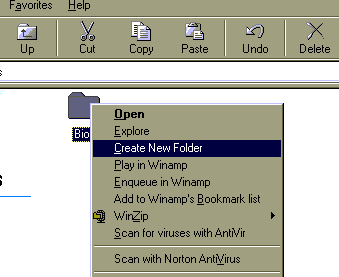 Favorites Help
Up Cut Copy Paste Undo Delete
s
Bio
Open
Explore
Create New Folder
Play in Winamp
Enqueue in Winamp
Add to Winamp's Bookmark list
WinZip
Scan for viruses with AntiVir
Scan with Norton AntiVirus